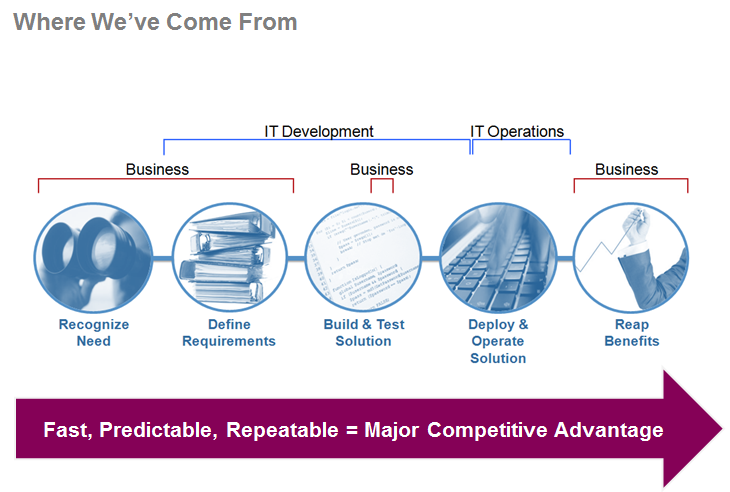 Where We've Come From
IT Development
IT Operations
Business
Business
Business
Recognize
Need
Define
Requirements
Build & Test
Solution
Deploy &
Operate
Solution
Reap
Benefits
Fast, Predictable, Repeatable = Major Competitive Advantage